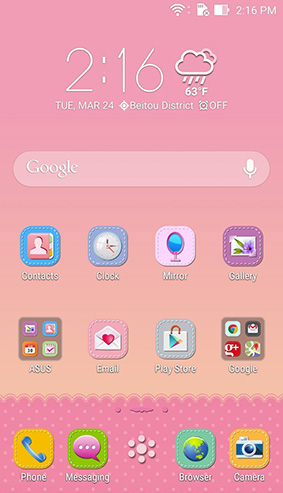 2:16 PM
2:16
63°F
TUE, MAR 24 Beitou District OFF
Google
Contacts Clock Mirror Gallery
ASUS Email Play Store Google
Phone Messaging Browser Camera